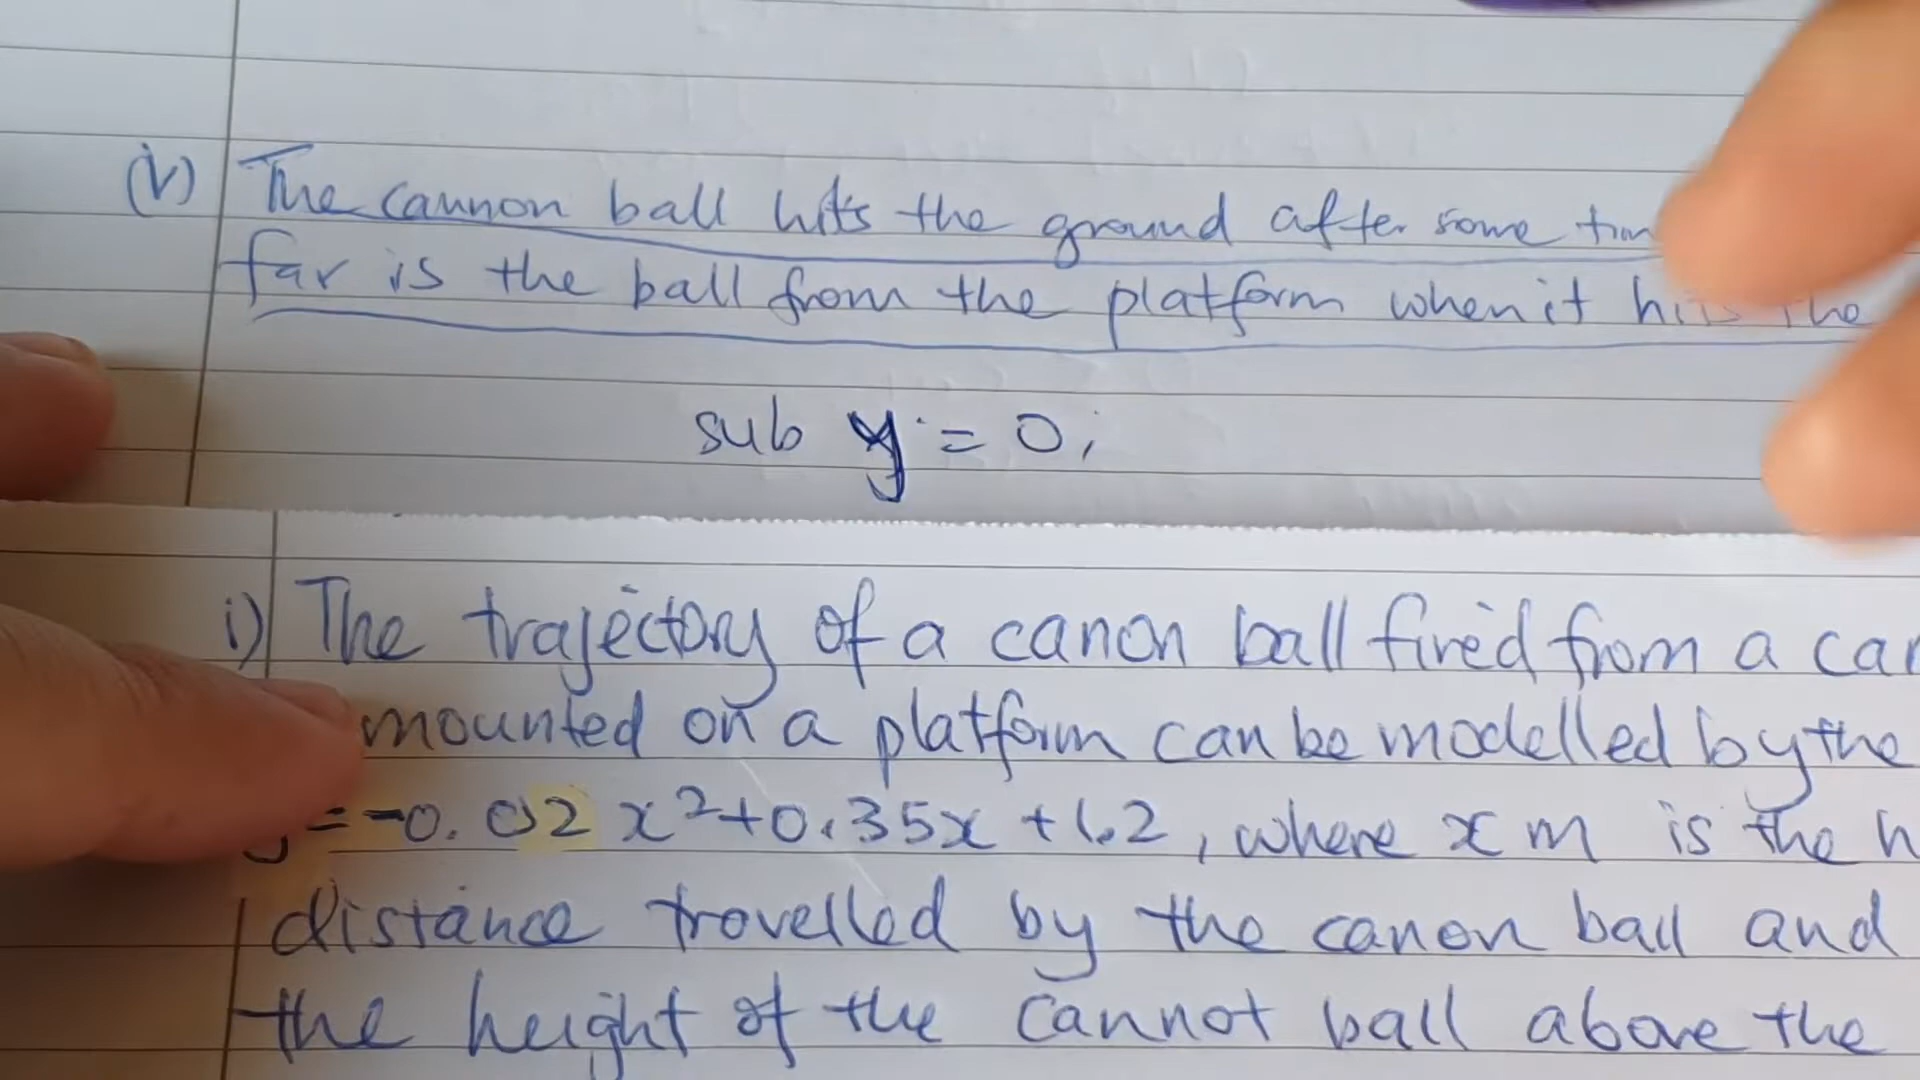 (v) The cannon ball hits the ground after some
far is the ball from the platform when it the
sub y = 0;
i) The trajectory of a canon ball fired from a
mounted on a platform can be modelled by the
= -0.02x²+0.35x+1.2, where x m is the
distance travelled by the canon ball and
the height of the cannot ball above the